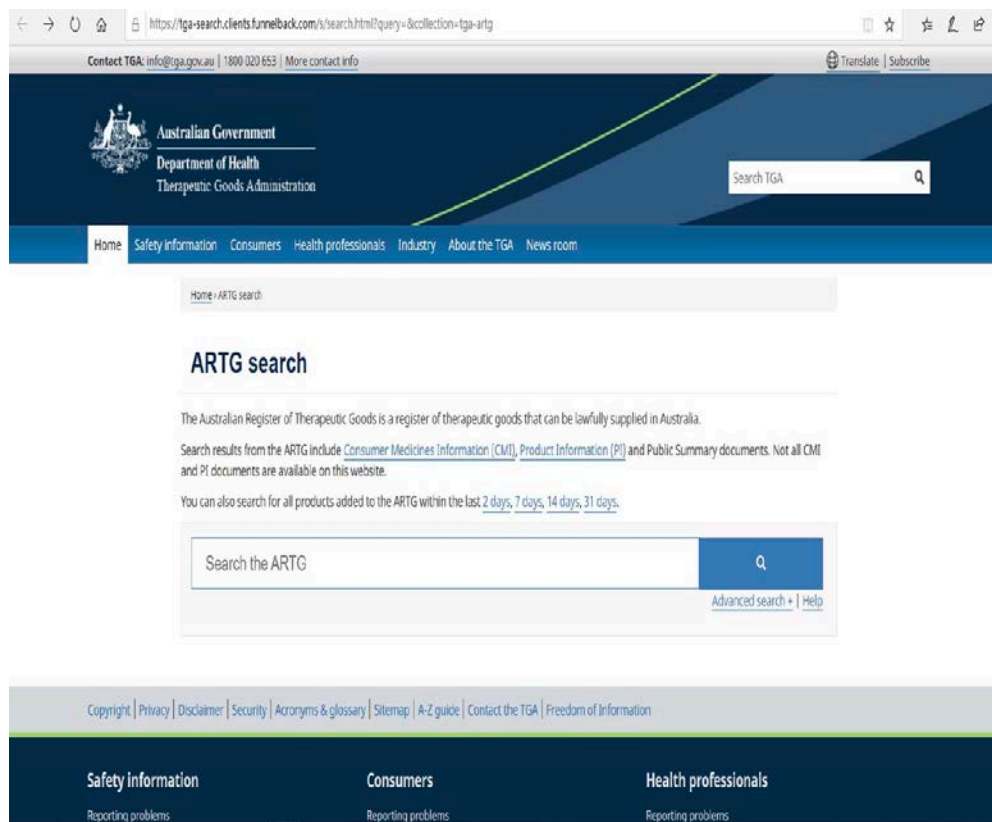 https://tga-search.clients.funnelback.com/s/search.html?query=&collection=tga-artg
Contact TGA: info@tga.gov.au | 1800 020 653 | More contact info
Translate | Subscribe
Australian Government
Department of Health
Therapeutic Goods Administration
Search TGA
Home Safety information Consumers Health professionals Industry About the TGA News room
Home › ARTG search
ARTG search
The Australian Register of Therapeutic Goods is a register of therapeutic goods that can be lawfully supplied in Australia.
Search results from the ARTG include Consumer Medicines Information (CMI), Product Information (PI) and Public Summary documents. Not all CMI
and PI documents are available on this website.
You can also search for all products added to the ARTG within the last 2 days, 7 days, 14 days, 31 days.
Search the ARTG
Advanced search + | Help
Copyright | Privacy | Disclaimer | Security | Acronyms & glossary | Sitemap | A-Z guide | Contact the TGA | Freedom of Information
Safety information Consumers Health professionals
Reporting problems Reporting problems Reporting problems